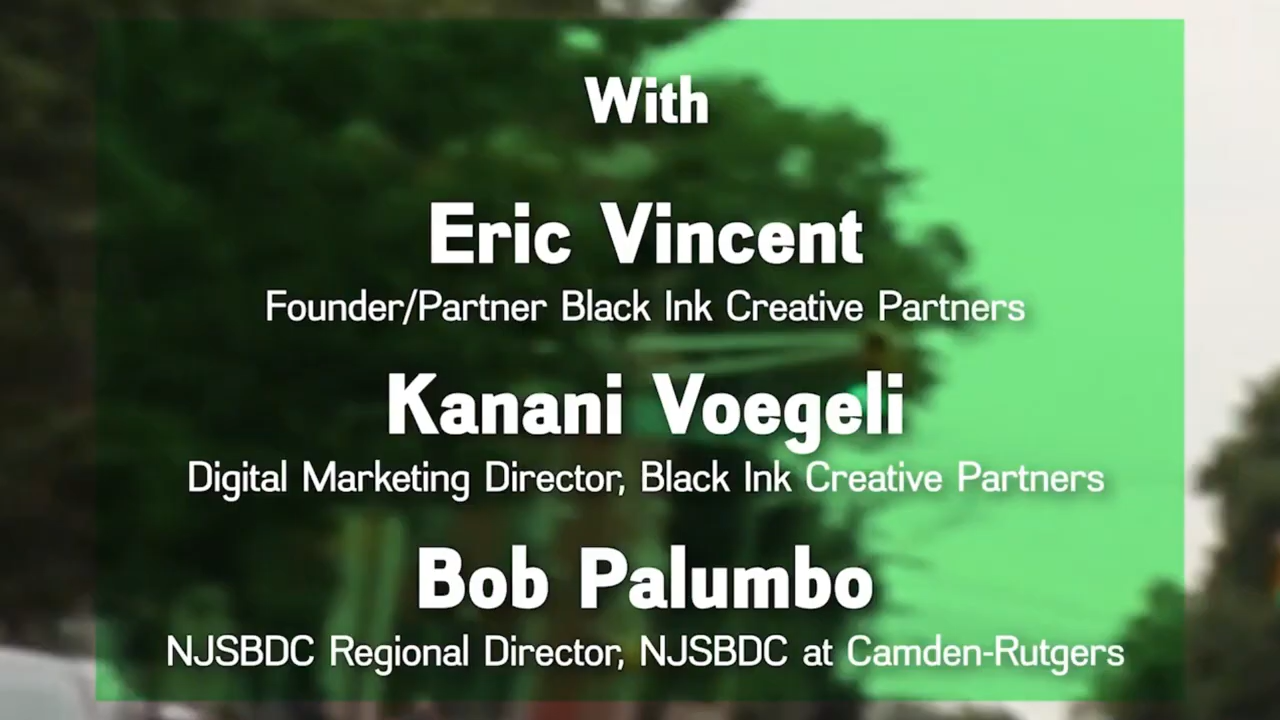 With
Eric Vincent
Founder/Partner Black Ink Creative Partners
Kanani Voegeli
Digital Marketing Director, Black Ink Creative Partners
Bob Palumbo
NJSBDC Regional Director, NJSBDC at Camden-Rutgers